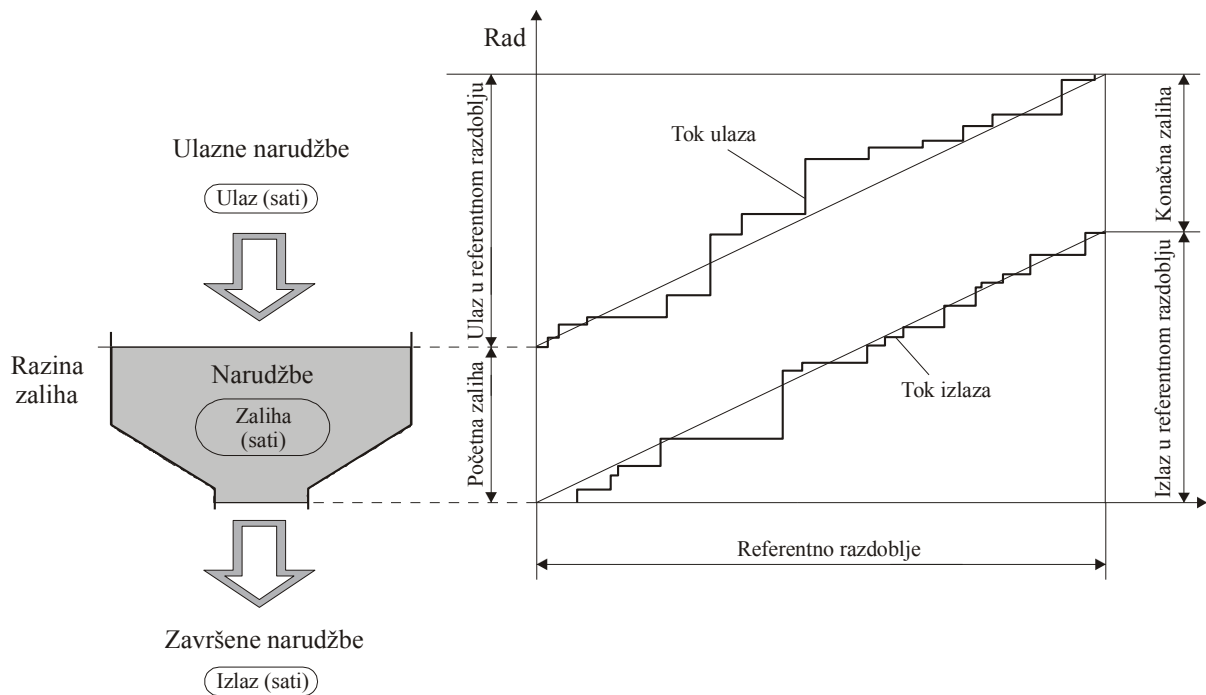 Rad
Ulazne narudžbe
Ulaz (sati)
Razina
zaliha
Narudžbe
Zaliha
(sati)
Završene narudžbe
Izlaz (sati)
Ulaz u referentnom razdoblju
Početna zaliha
Tok ulaza
Tok izlaza
Konačna zaliha
Izlaz u referentnom razdoblju
Referentno razdoblje